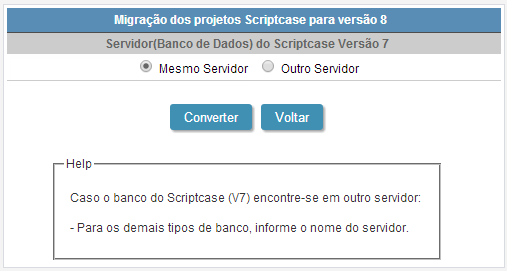 Migração dos projetos Scriptcase para versão 8
Servidor(Banco de Dados) do Scriptcase Versão 7
Mesmo Servidor Outro Servidor
Converter Voltar
Help
Caso o banco do Scriptcase (V7) encontre-se em outro servidor:
- Para os demais tipos de banco, informe o nome do servidor.